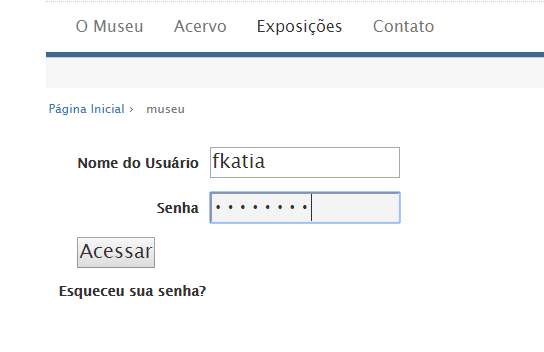 O Museu Acervo Exposições Contato
Página Inicial › museu
Nome do Usuário fkatia
Senha ••••••••
Acessar
Esqueceu sua senha?